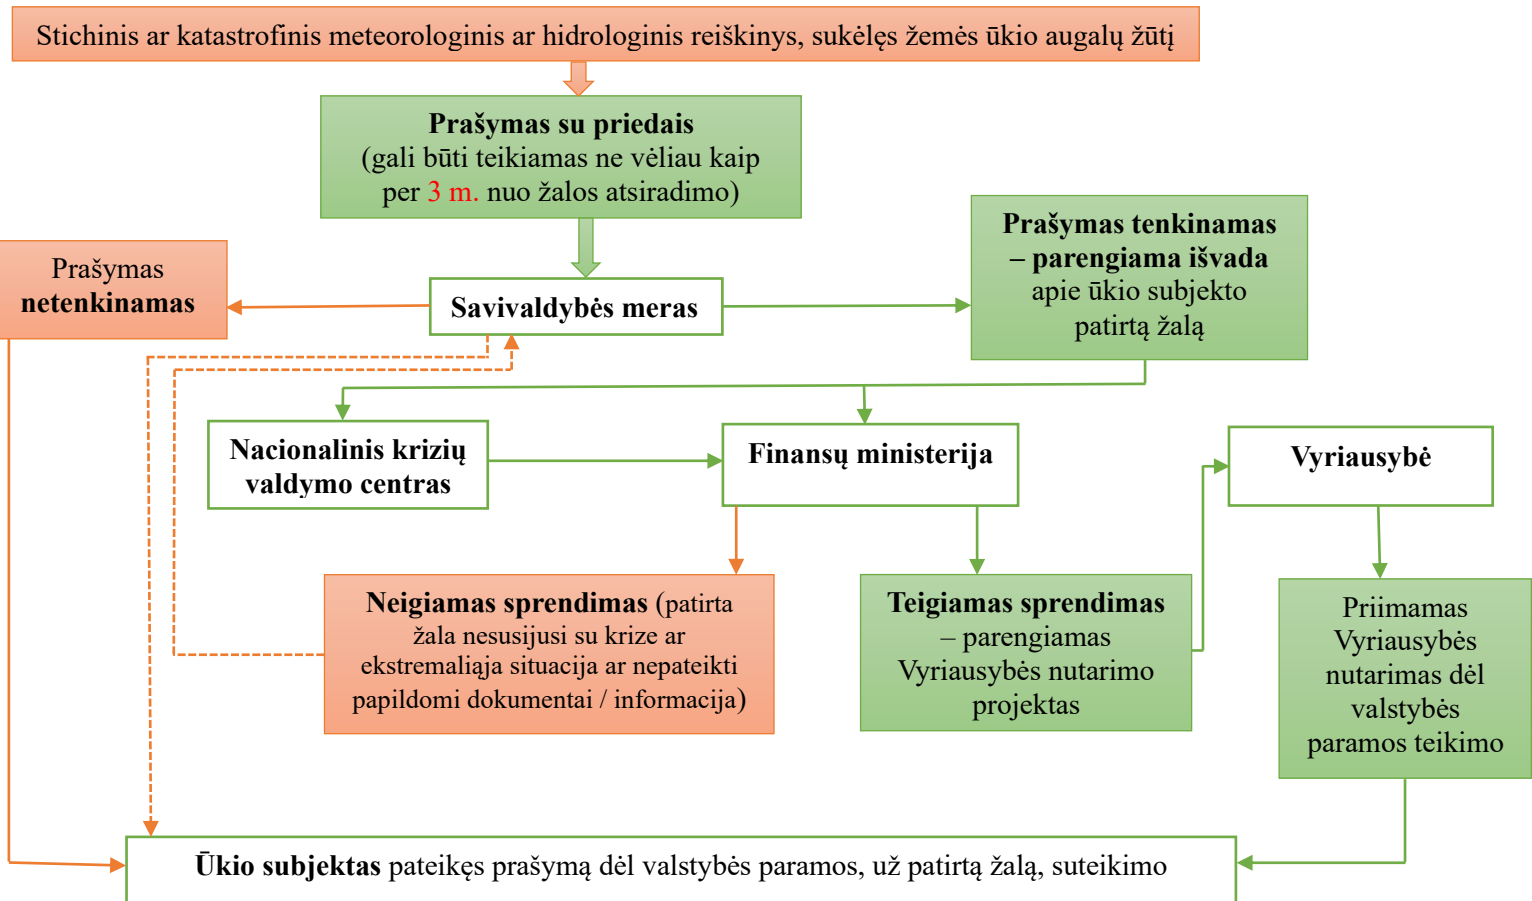 Stichinis ar katastrofinis meteorologinis ar hidrologinis reiškinys, sukėlęs žemės ūkio augalų žūtį
Prašymas su priedais
(gali būti teikiamas ne vėliau kaip
per 3 m. nuo žalos atsiradimo)
Prašymas
netenkinamas
Savivaldybės meras
Prašymas tenkinamas
– parengiama išvada
apie ūkio subjekto
patirtą žalą
Nacionalinis krizių
valdymo centras
Finansų ministerija
Vyriausybė
Neigiamas sprendimas (patirta
žala nesusijusi su krize ar
ekstremaliąja situacija ar nepateikti
papildomi dokumentai / informacija)
Teigiamas sprendimas
– parengiamas
Vyriausybės nutarimo
projektas
Priimamas
Vyriausybės
nutarimas dėl
valstybės
paramos teikimo
Ūkio subjektas pateikęs prašymą dėl valstybės paramos, už patirtą žalą, suteikimo